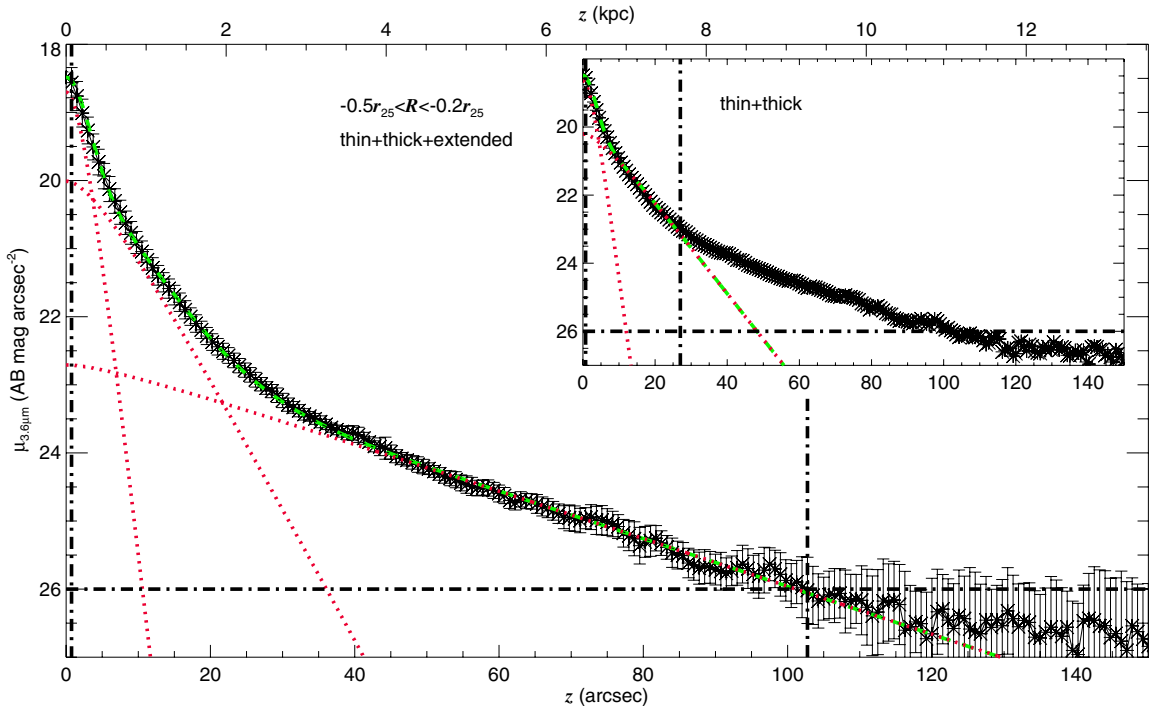 z (kpc)
0 2 4 6 8 10 12
18
20
22
24
26
μ3.6μm (AB mag arcsec-2)
-0.5r25<R<-0.2r25
thin+thick+extended
thin+thick
20
22
24
26
0 20 40 60 80 100 120 140
0 20 40 60 80 100 120 140
z (arcsec)